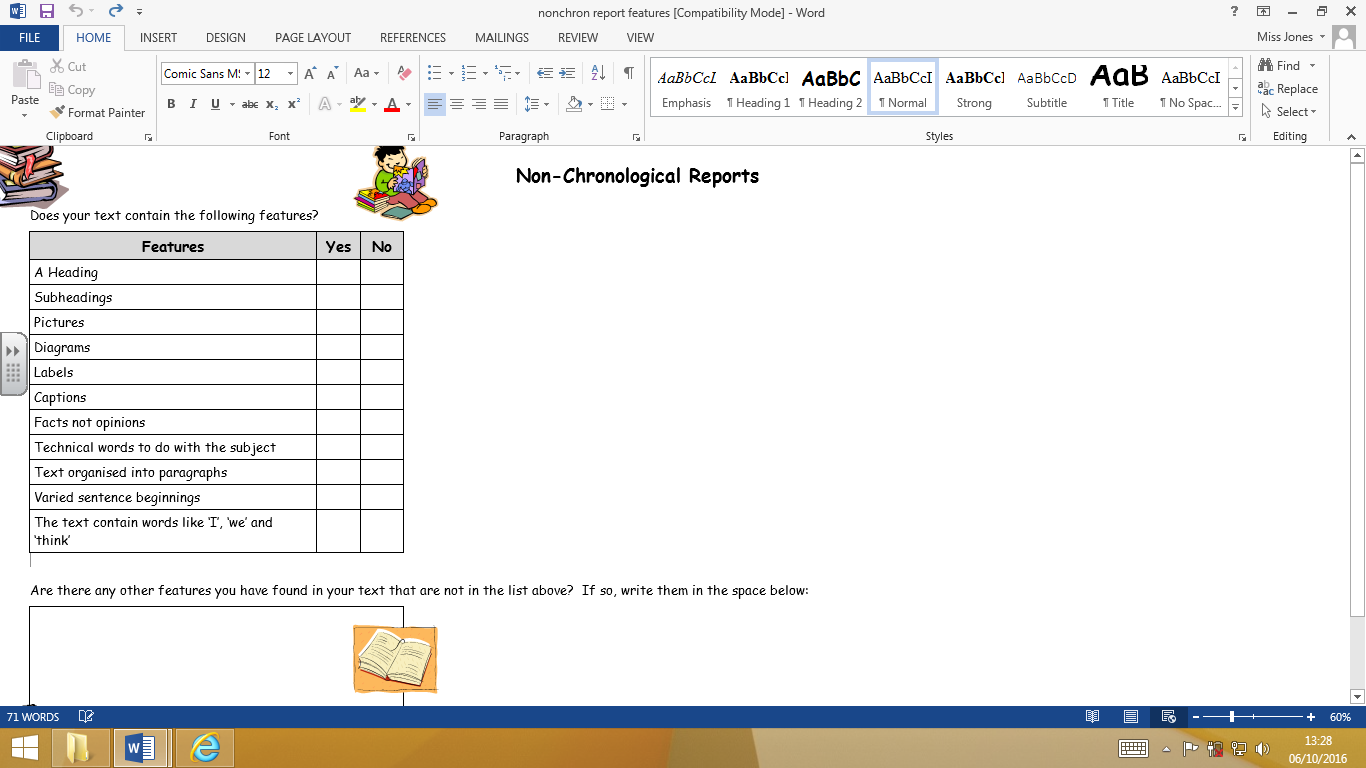 nonchron report features [Compatibility Mode] - Word
FILE HOME INSERT DESIGN PAGE LAYOUT REFERENCES MAILINGS REVIEW VIEW Miss Jones
Paste
Cut
Copy
Format Painter
Clipboard
Comic Sans MS 12
Font
Paragraph
AaBbCcI AaBbCcI AaBbC AaBbCcI AaBbCcI AaBbCcD AaB AaBbCcI
Emphasis ¶ Heading 1 ¶ Heading 2 ¶ Normal Strong Subtitle ¶ Title ¶ No Spac...
Styles
Find
Replace
Select
Editing
Non-Chronological Reports
Does your text contain the following features?
Features Yes No
A Heading
Subheadings
Pictures
Diagrams
Labels
Captions
Facts not opinions
Technical words to do with the subject
Text organised into paragraphs
Varied sentence beginnings
The text contain words like ‘I’, ‘we’ and
‘think’
Are there any other features you have found in your text that are not in the list above? If so, write them in the space below:
71 WORDS 60%
13:28
06/10/2016